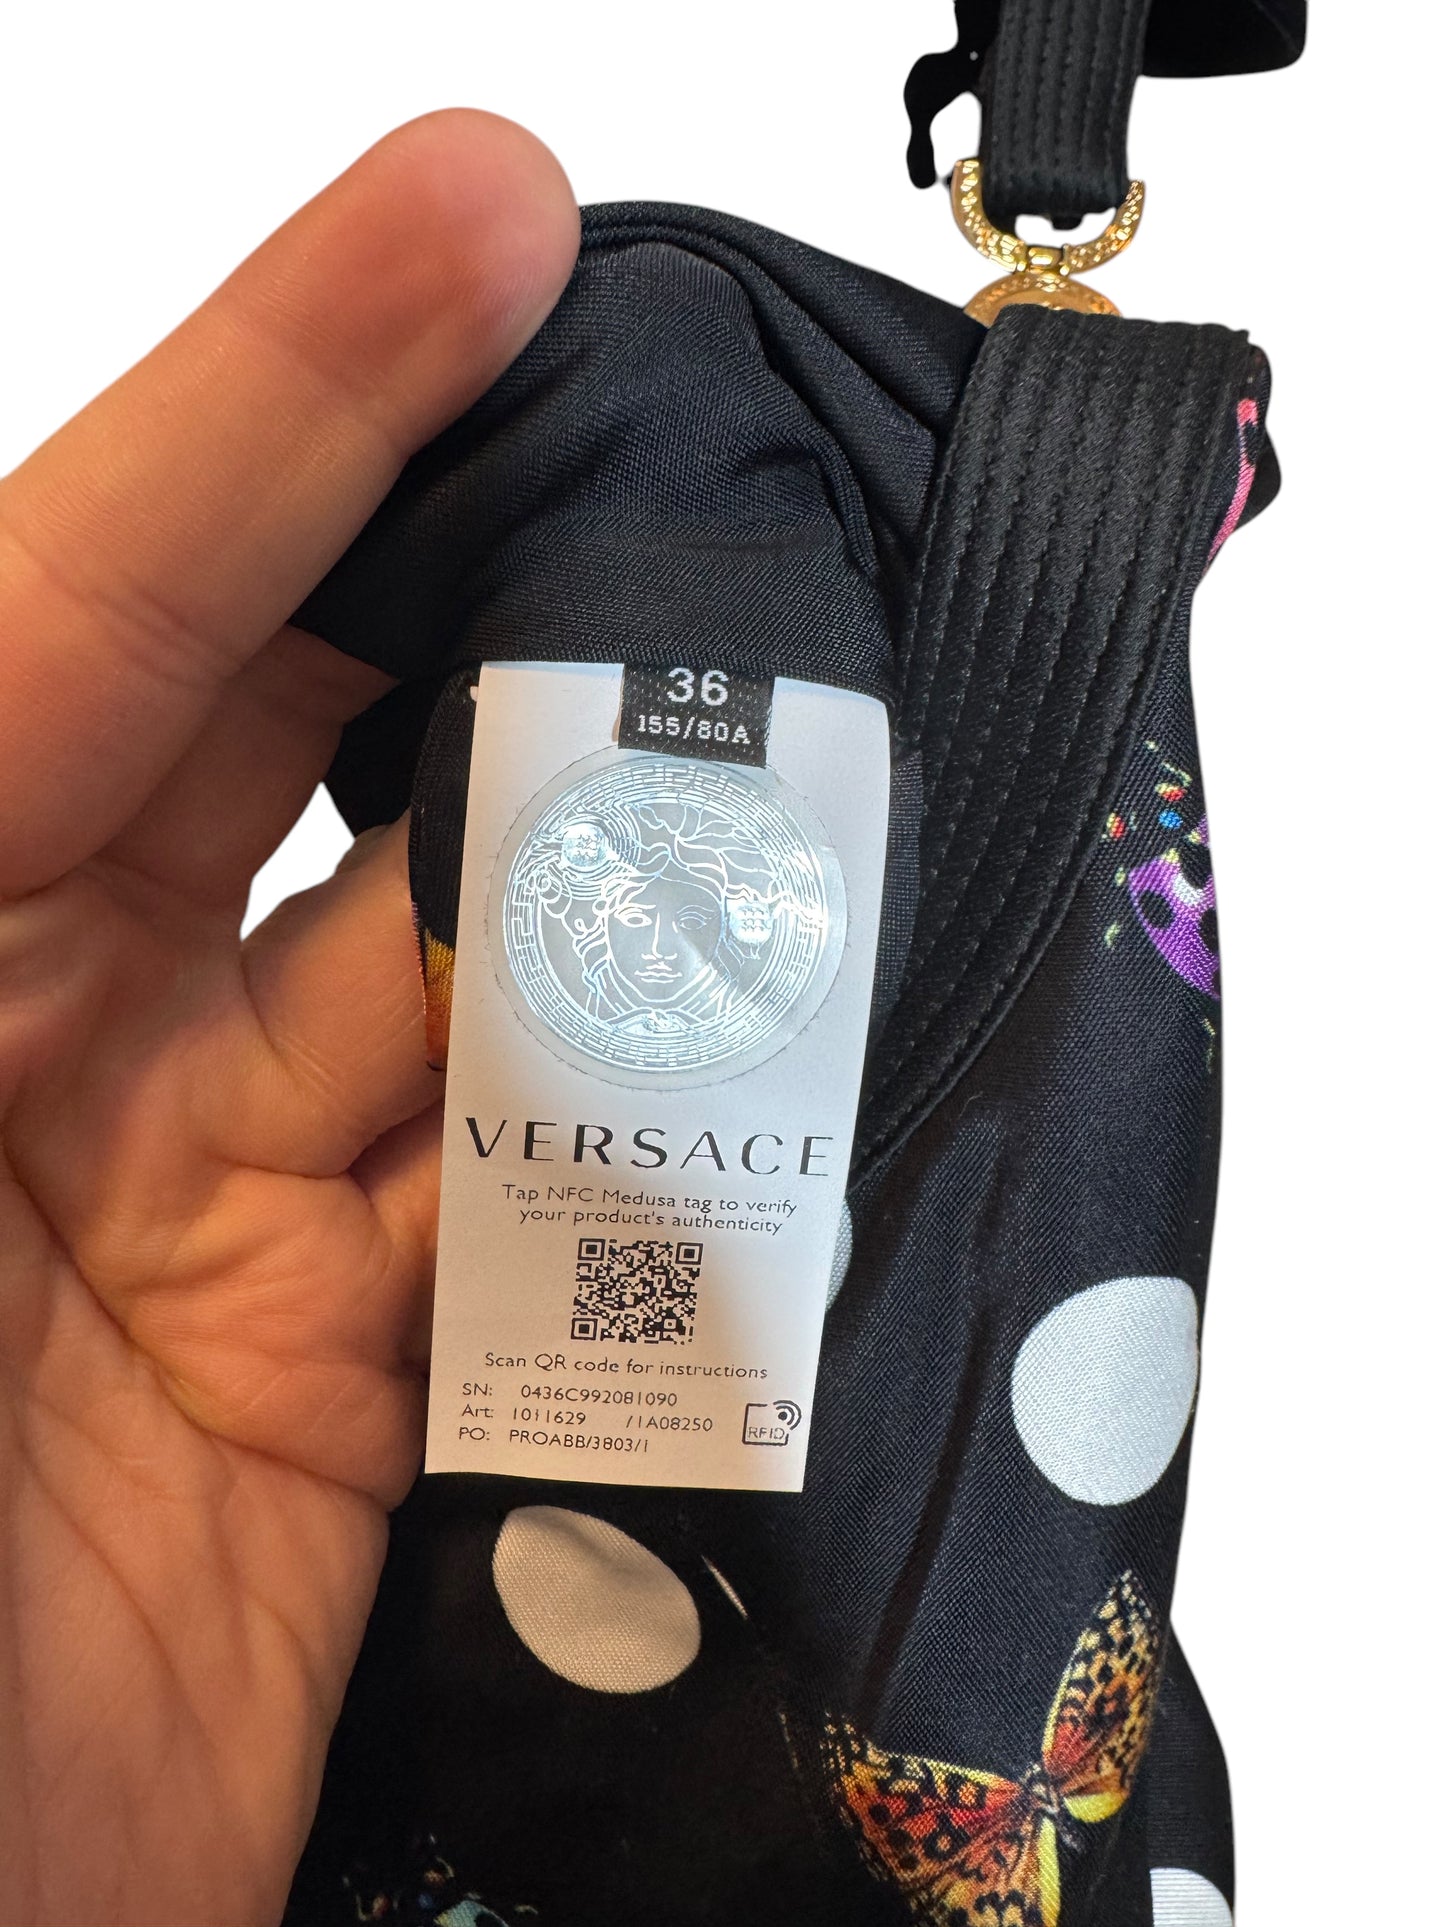 36
155/80A
VERSACE
Tap NFC Medusa tag to verify
your product's authenticity
Scan QR code for instructions
SN: 0436C992081090
Art: 1011629 /1A08250
PO: PROABB/3803/1
RFID